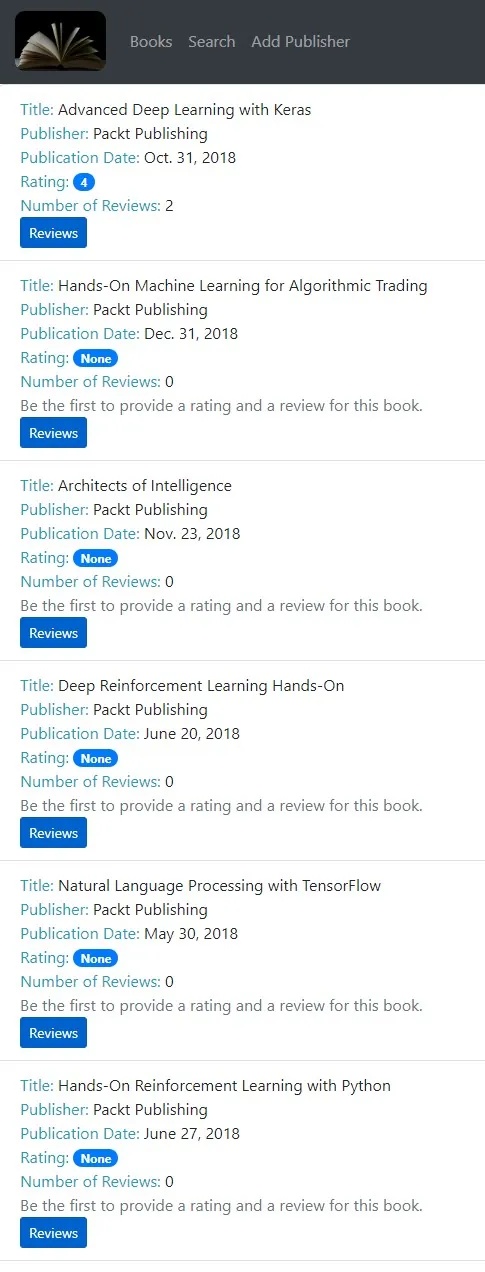 Books Search Add Publisher
Title: Advanced Deep Learning with Keras
Publisher: Packt Publishing
Publication Date: Oct. 31, 2018
Rating: 4
Number of Reviews: 2
Reviews
Title: Hands-On Machine Learning for Algorithmic Trading
Publisher: Packt Publishing
Publication Date: Dec. 31, 2018
Rating: None
Number of Reviews: 0
Be the first to provide a rating and a review for this book.
Reviews
Title: Architects of Intelligence
Publisher: Packt Publishing
Publication Date: Nov. 23, 2018
Rating: None
Number of Reviews: 0
Be the first to provide a rating and a review for this book.
Reviews
Title: Deep Reinforcement Learning Hands-On
Publisher: Packt Publishing
Publication Date: June 20, 2018
Rating: None
Number of Reviews: 0
Be the first to provide a rating and a review for this book.
Reviews
Title: Natural Language Processing with TensorFlow
Publisher: Packt Publishing
Publication Date: May 30, 2018
Rating: None
Number of Reviews: 0
Be the first to provide a rating and a review for this book.
Reviews
Title: Hands-On Reinforcement Learning with Python
Publisher: Packt Publishing
Publication Date: June 27, 2018
Rating: None
Number of Reviews: 0
Be the first to provide a rating and a review for this book.
Reviews